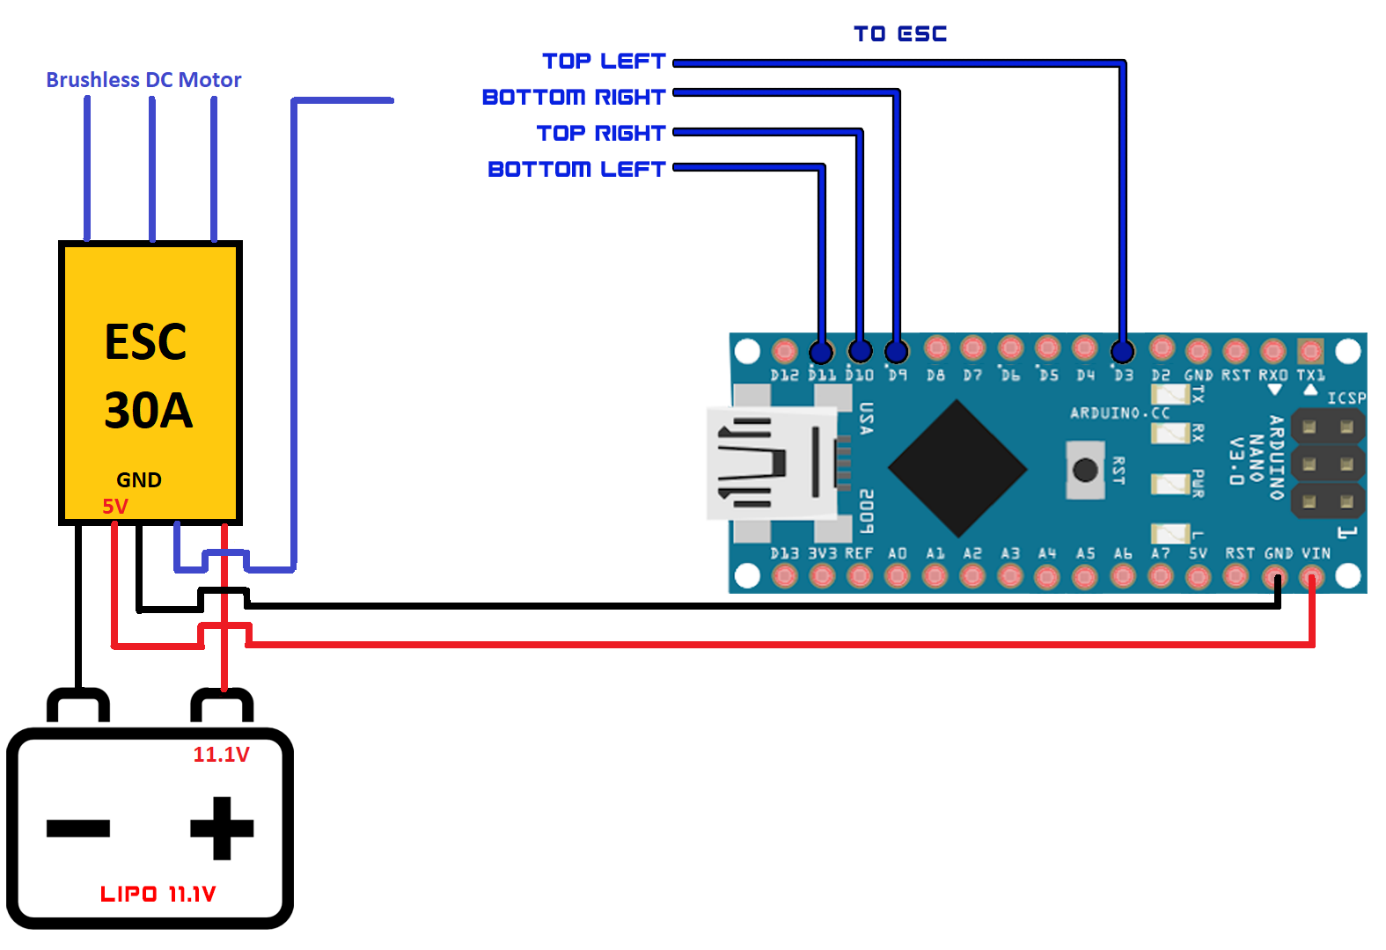 TO ESC
TOP LEFT
Brushless DC Motor
BOTTOM RIGHT
TOP RIGHT
BOTTOM LEFT
ESC
30A
GND
5V
D12 D11 D10 D9 D8 D7 D6 D5 D4 D3 D2 GND RST RX0 TX1
TX
ICSP
USA
ARDUINO.CC
RX
ARDUINO
NANO
V3.0
RST
PWR
2009
L
1
D13 3V3 REF A0 A1 A2 A3 A4 A5 A6 A7 5V RST GND VIN
11.1V
LIPO 11.1V